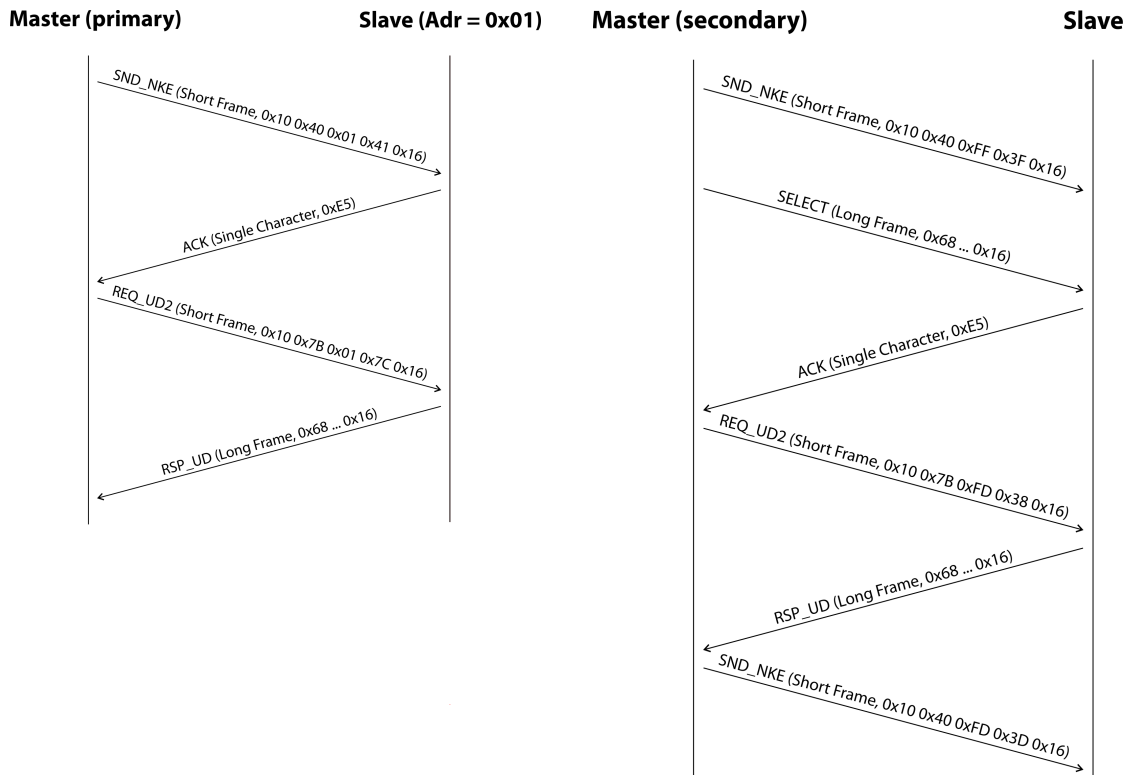 Master (primary)
Slave (Adr = 0x01)
SND_NKE (Short Frame, 0x10 0x40 0x01 0x41 0x16)
ACK (Single Character, 0xE5)
REQ_UD2 (Short Frame, 0x10 0x7B 0x01 0x7C 0x16)
RSP_UD (Long Frame, 0x68 ... 0x16)
Master (secondary)
Slave
SND_NKE (Short Frame, 0x10 0x40 0xFF 0x3F 0x16)
SELECT (Long Frame, 0x68 ... 0x16)
ACK (Single Character, 0xE5)
REQ_UD2 (Short Frame, 0x10 0x7B 0xFD 0x38 0x16)
RSP_UD (Long Frame, 0x68 ... 0x16)
SND_NKE (Short Frame, 0x10 0x40 0xFD 0x3D 0x16)